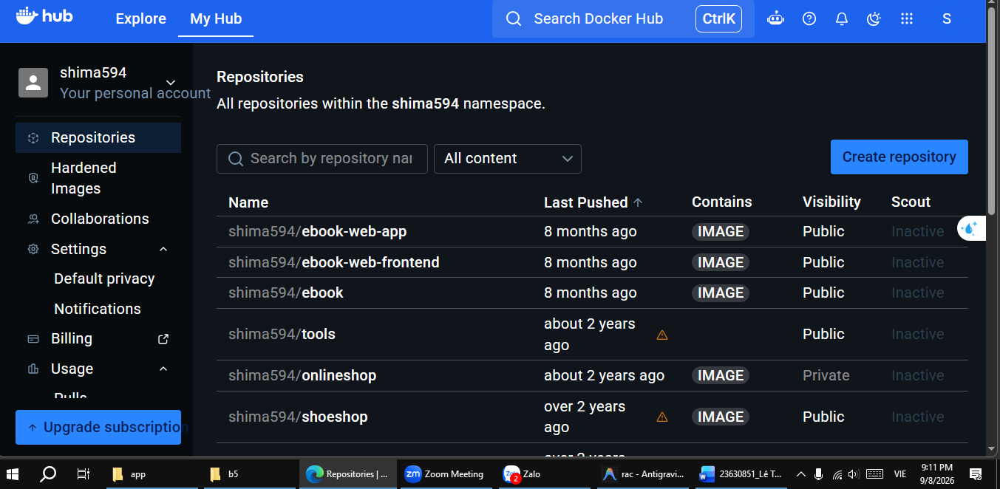 hub Explore My Hub Search Docker Hub CtrlK S
shima594
Your personal account
Repositories
Hardened
Images
Collaborations
Settings
Default privacy
Notifications
Billing
Usage
Pulls
Upgrade subscription
Repositories
All repositories within the shima594 namespace.
Search by repository nar All content Create repository
Name Last Pushed Contains Visibility Scout
shima594/ebook-web-app 8 months ago IMAGE Public Inactive
shima594/ebook-web-frontend 8 months ago IMAGE Public Inactive
shima594/ebook 8 months ago IMAGE Public Inactive
shima594/tools about 2 years ago Public Inactive
shima594/onlineshop about 2 years ago IMAGE Private Inactive
shima594/shoeshop over 2 years ago IMAGE Public Inactive
over 2 years
app b5 Repositories | ... zm Zoom Meeting Zalo 2 Zalo rac - Antigravi... 23630851_Lê T... VIE 9:11 PM
9/8/2026